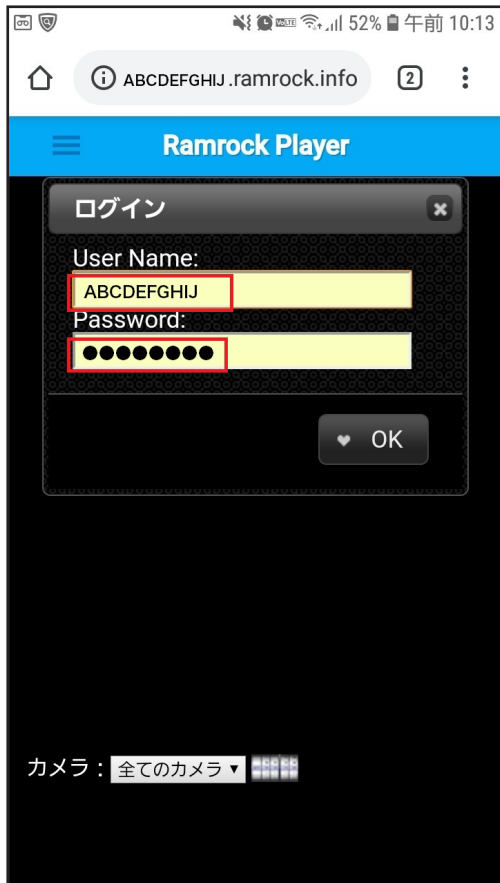 52% 午前 10:13
ABCDEFGHIJ.ramrock.info 2
Ramrock Player
ログイン
User Name:
ABCDEFGHIJ
Password:
●●●●●●●●
OK
カメラ : 全てのカメラ